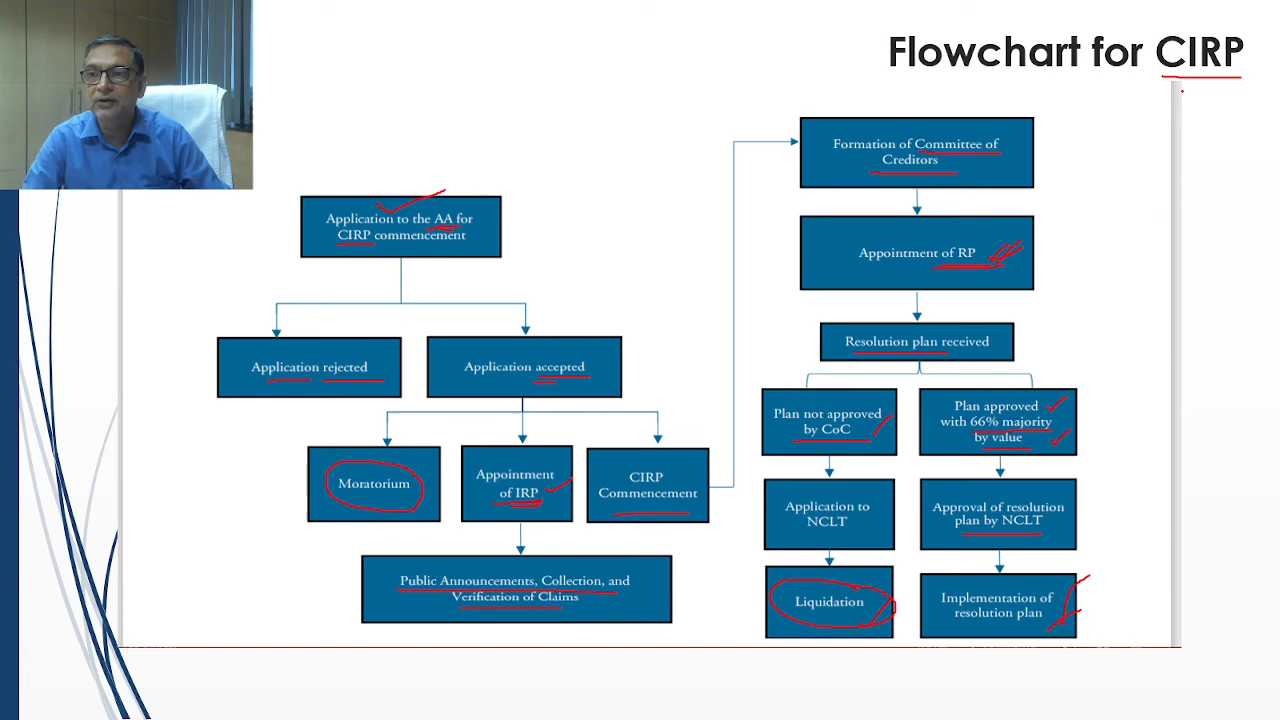 Flowchart for CIRP
Application to the AA for
CIRP commencement
Application rejected
Application accepted
Moratorium
Appointment
of IRP
CIRP
Commencement
Public Announcements, Collection, and
Verification of Claims
Formation of Committee of
Creditors
Appointment of RP
Resolution plan received
Plan not approved
by CoC
Plan approved
with 66% majority
by value
Application to
NCLT
Approval of resolution
plan by NCLT
Liquidation
Implementation of
resolution plan